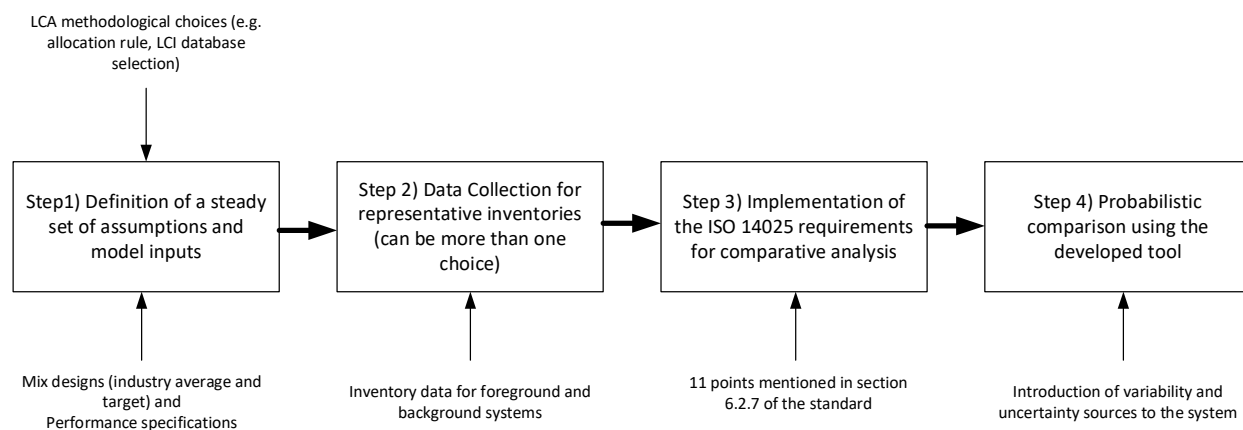 LCA methodological choices (e.g.
allocation rule, LCI database
selection)
Step1) Definition of a steady
set of assumptions and
model inputs
Step 2) Data Collection for
representative inventories
(can be more than one
choice)
Step 3) Implementation of
the ISO 14025 requirements
for comparative analysis
Step 4) Probabilistic
comparison using the
developed tool
Mix designs (industry average and
target) and
Performance specifications
Inventory data for foreground and
background systems
11 points mentioned in section
6.2.7 of the standard
Introduction of variability and
uncertainty sources to the system